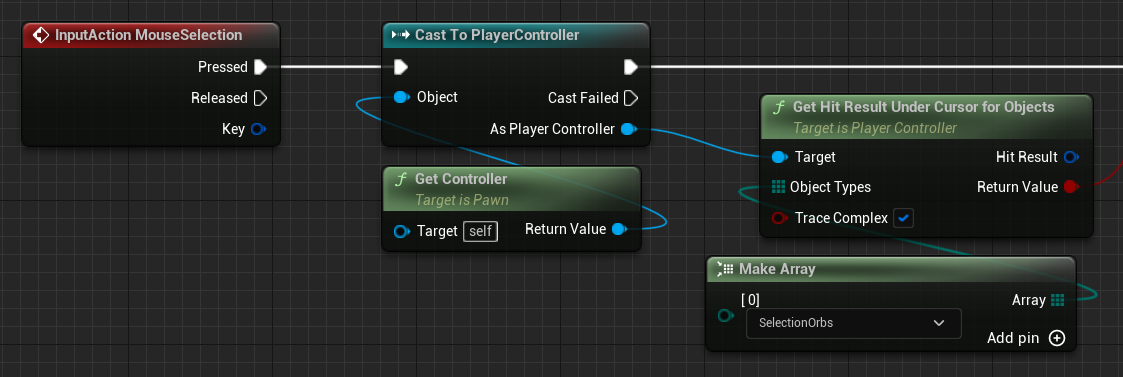 InputAction MouseSelection
Pressed
Released
Key
Cast To PlayerController
Object
Cast Failed
As Player Controller
Get Controller
Target is Pawn
Target self
Return Value
Get Hit Result Under Cursor for Objects
Target is Player Controller
Target
Hit Result
Object Types
Return Value
Trace Complex
Make Array
[0]
Array
SelectionOrbs
Add pin